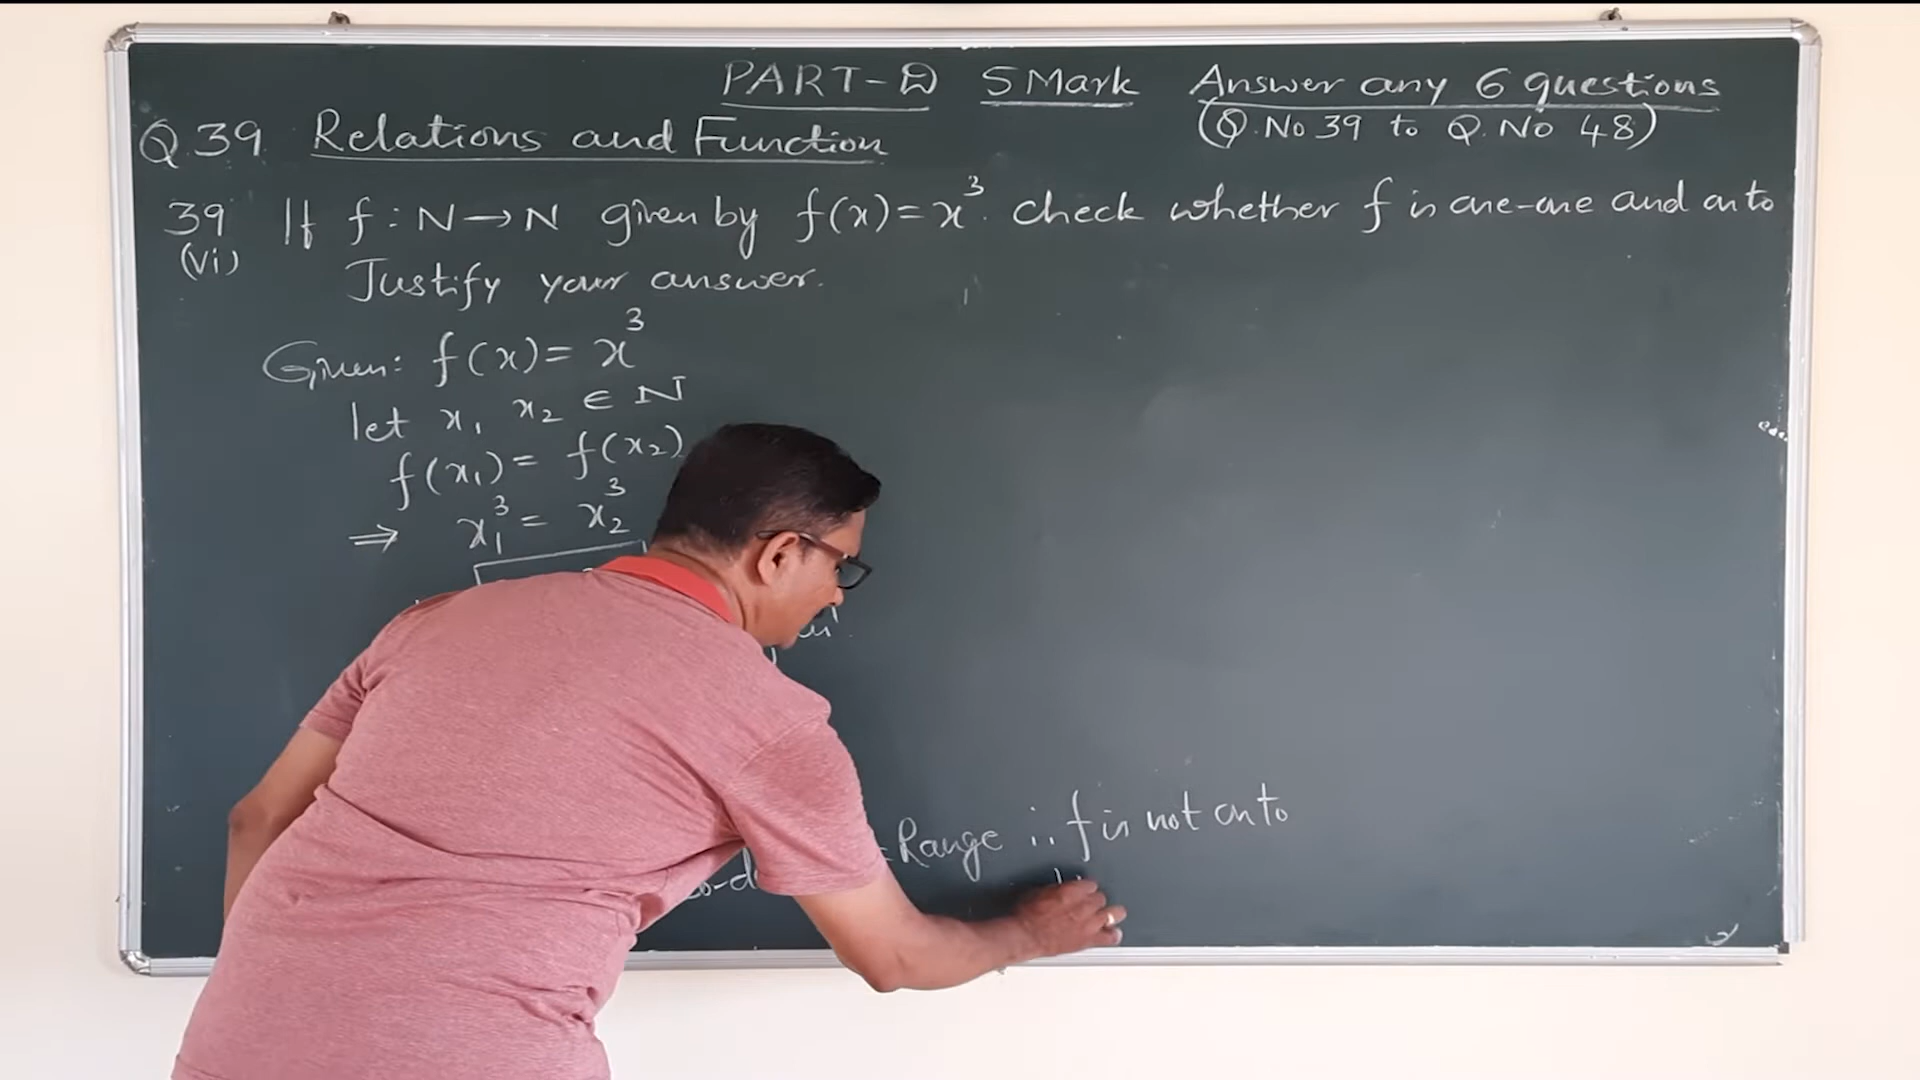 PART-D 5 Mark Answer any 6 questions
(Q.No 39 to Q.No 48)
Q.39 Relations and Function
39 If f : N → N given by f(x) = x³. check whether f is one-one and onto
(vi) Justify your answer.
Given: f(x) = x³
let x₁ x₂ ∈ N
f(x₁) = f(x₂)
⇒ x₁³ = x₂³
Range ∴ f is not onto